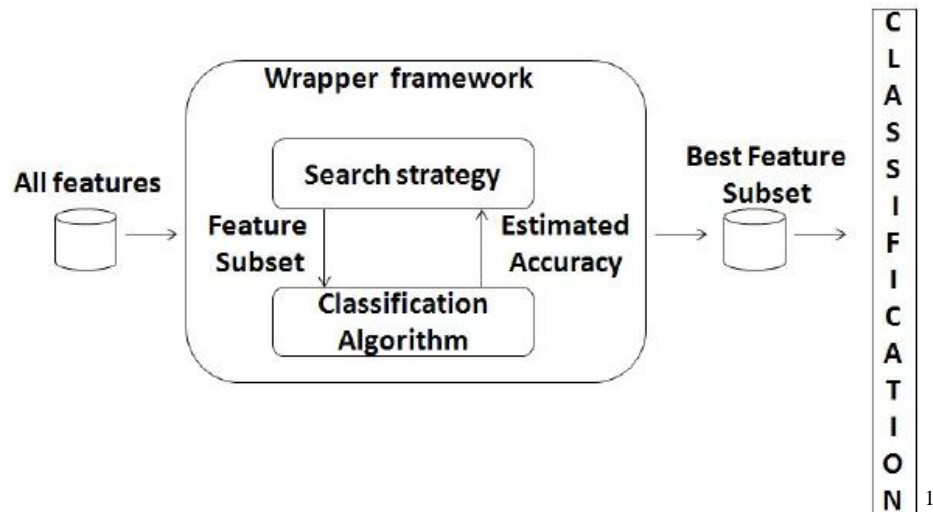 All features
Wrapper framework
Search strategy
Feature
Subset
Estimated
Accuracy
Classification
Algorithm
Best Feature
Subset
C
L
A
S
S
I
F
I
C
A
T
I
O
N
1